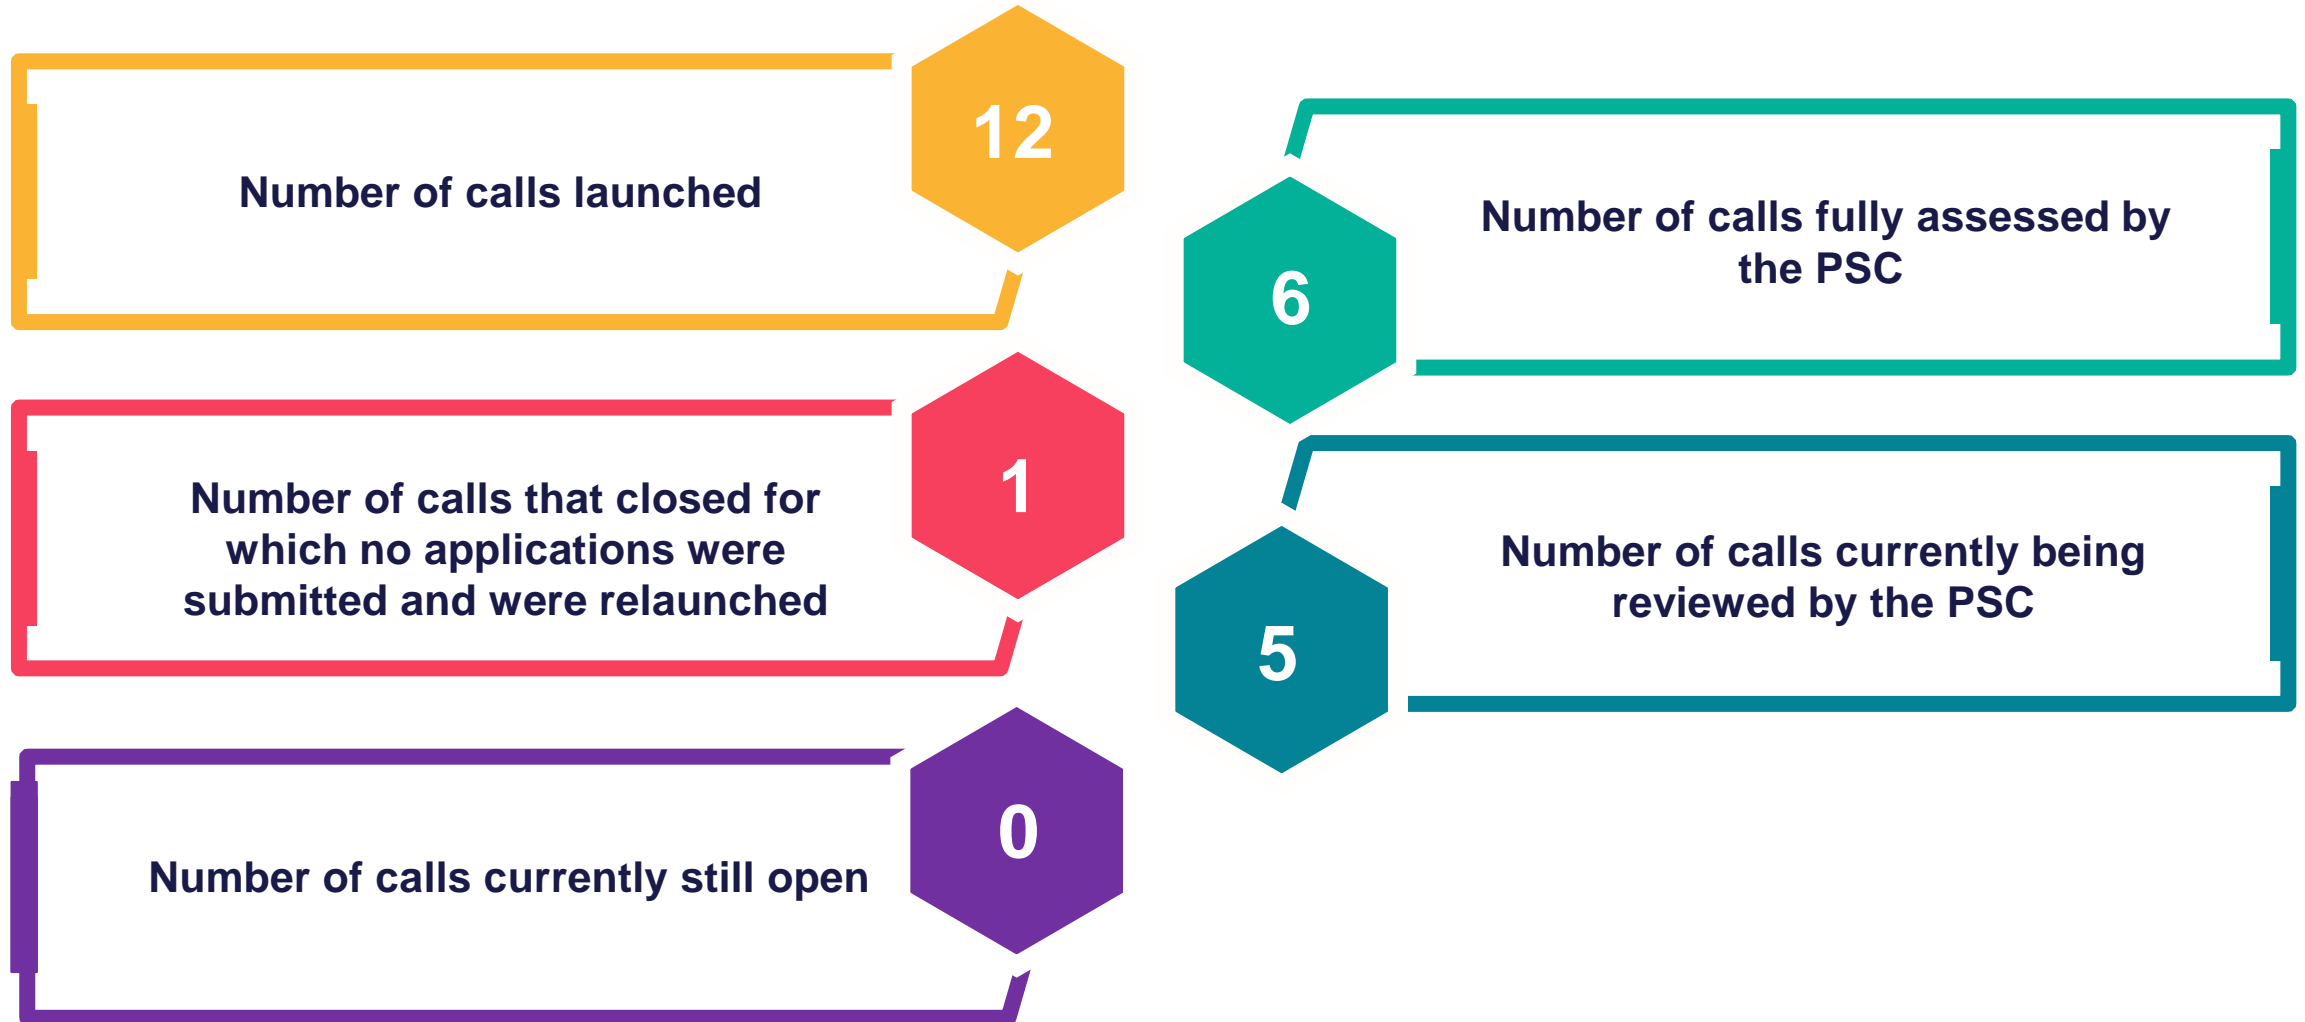 Number of calls launched
12
Number of calls that closed for
which no applications were
submitted and were relaunched
1
Number of calls currently still open
0
6
Number of calls fully assessed by
the PSC
5
Number of calls currently being
reviewed by the PSC